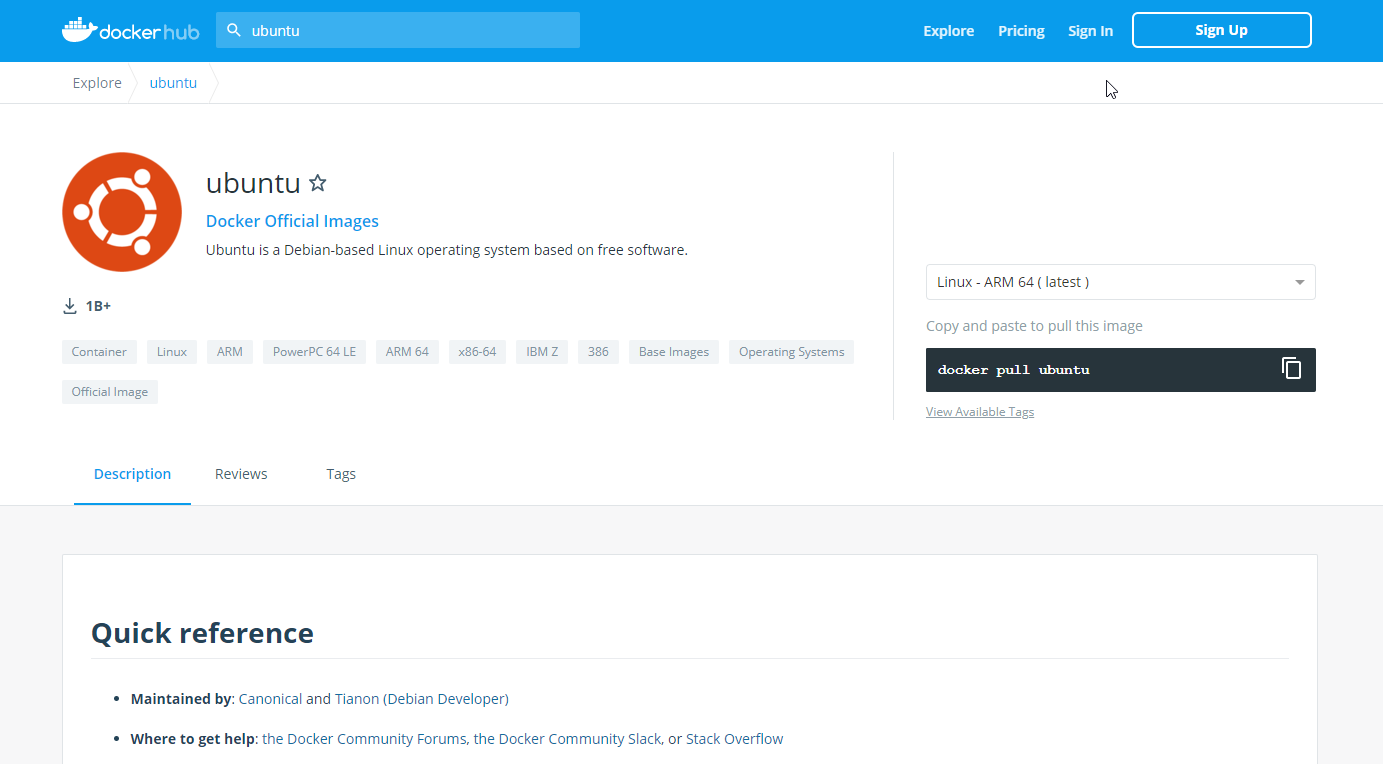 docker hub
ubuntu
Explore
Pricing
Sign In
Sign Up
Explore
ubuntu
ubuntu
Docker Official Images
Ubuntu is a Debian-based Linux operating system based on free software.
1B+
Container
Linux
ARM
PowerPC 64 LE
ARM 64
x86-64
IBM Z
386
Base Images
Operating Systems
Official Image
Linux - ARM 64 ( latest )
Copy and paste to pull this image
docker pull ubuntu
View Available Tags
Description
Reviews
Tags
Quick reference
Maintained by: Canonical and Tianon (Debian Developer)
Where to get help: the Docker Community Forums, the Docker Community Slack, or Stack Overflow